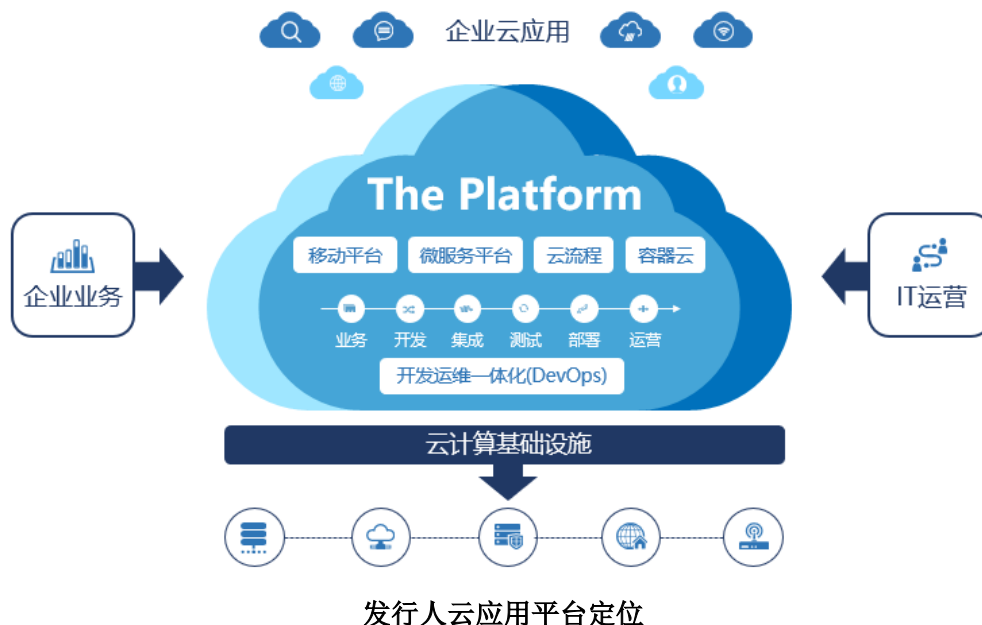 企业云应用
The Platform
移动平台 微服务平台 云流程 容器云
企业业务
IT运营
业务 开发 集成 测试 部署 运营
开发运维一体化(DevOps)
云计算基础设施
发行人云应用平台定位